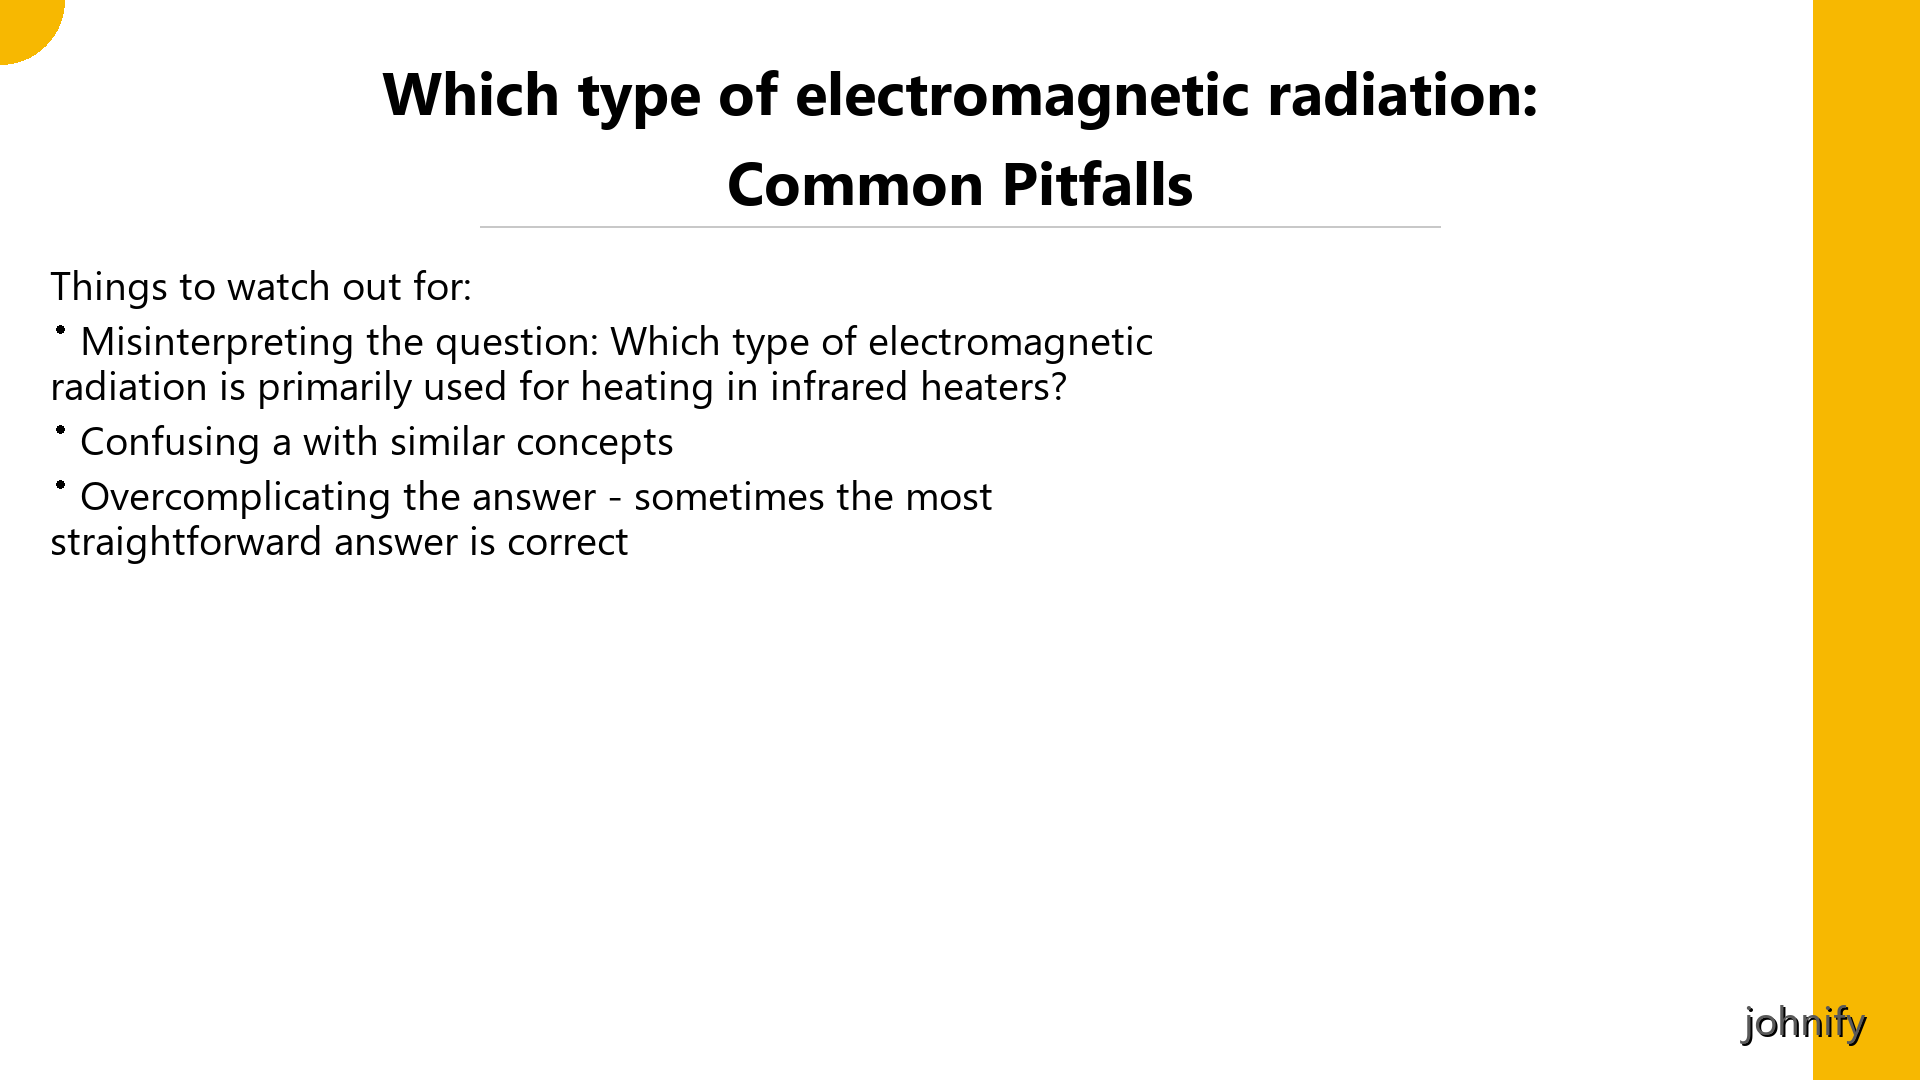 Which type of electromagnetic radiation:
Common Pitfalls
Things to watch out for:
• Misinterpreting the question: Which type of electromagnetic
radiation is primarily used for heating in infrared heaters?
• Confusing a with similar concepts
• Overcomplicating the answer - sometimes the most
straightforward answer is correct
johnify